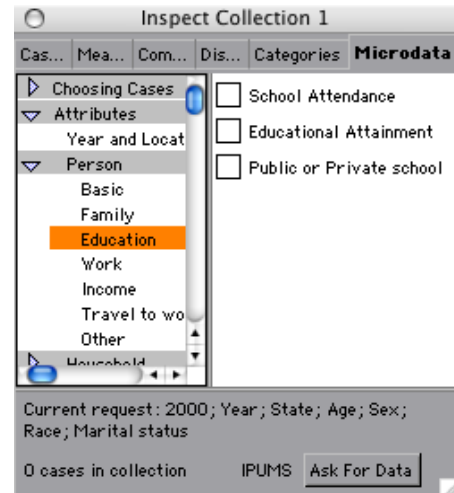 Inspect Collection 1
Cas... Mea... Com... Dis... Categories Microdata
Choosing Cases
Attributes
Year and Locat
Person
Basic
Family
Education
Work
Income
Travel to wo
Other
Household
School Attendance
Educational Attainment
Public or Private school
Current request: 2000; Year; State; Age; Sex;
Race; Marital status
0 cases in collection IPUMS Ask For Data